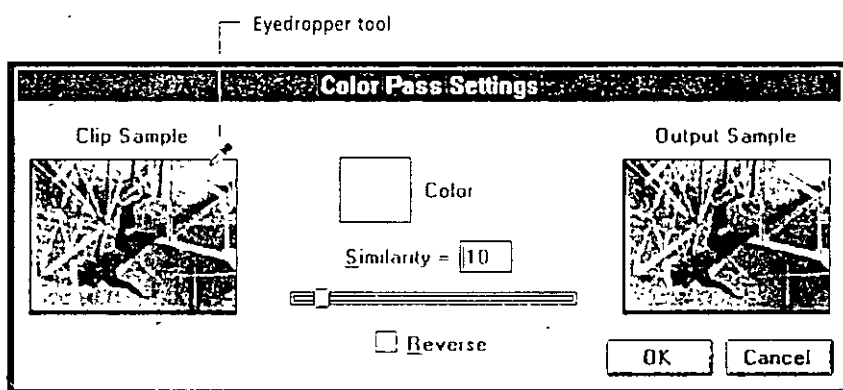 Eyedropper tool
Color Pass Settings
Clip Sample
Output Sample
Color
Similarity = 10
Reverse
OK
Cancel